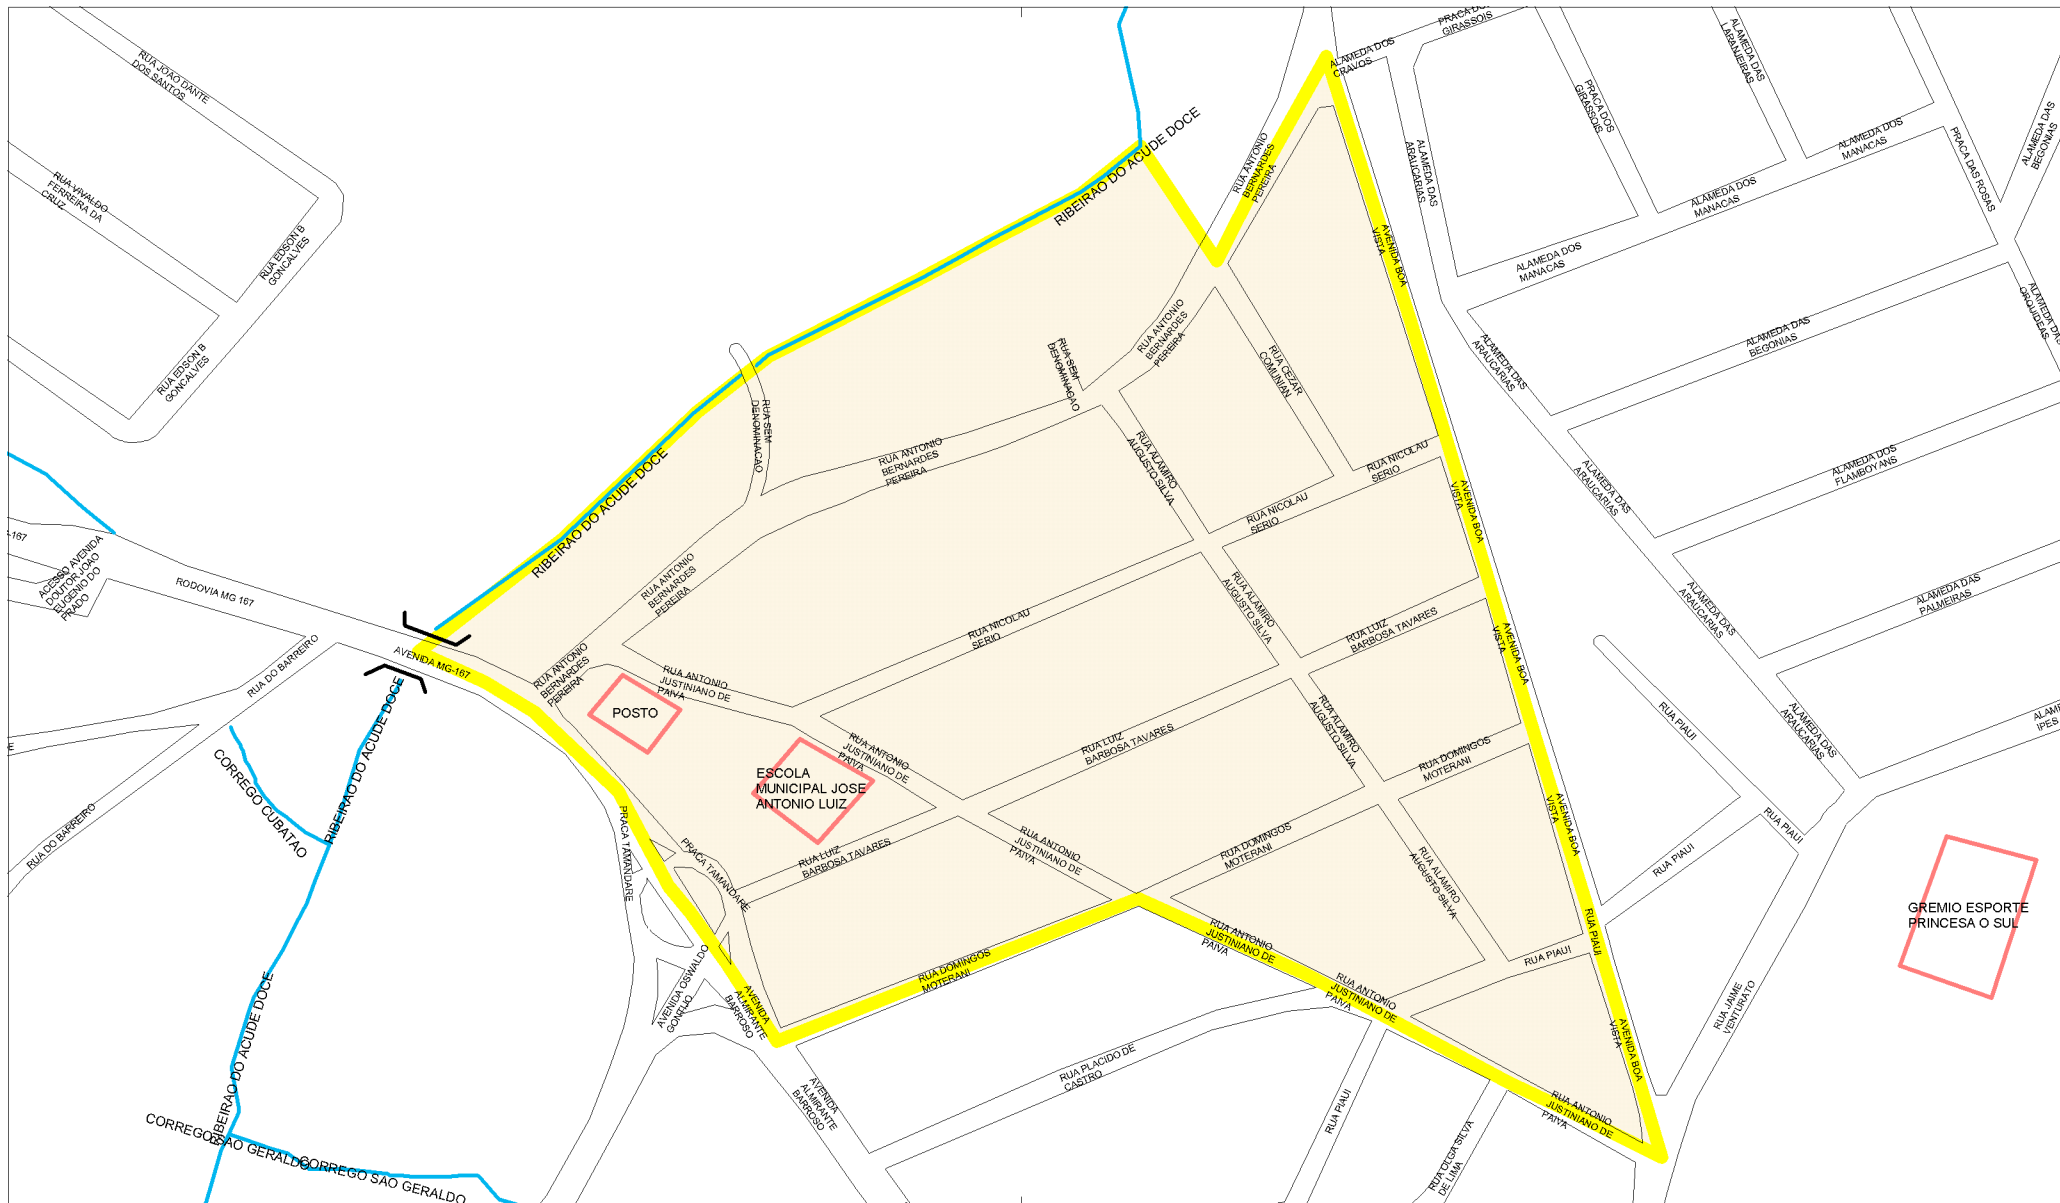 PRACA DOS
GIRASSOIS
ALAMEDA DAS
LARANJEIRAS
RUA JOAO DANTE
DOS SANTOS
ALAMEDA DOS
CRAVOS
PRACA DOS
GIRASSOIS
RIBEIRAO DO ACUDE DOCE
RUA ANTONIO
BERNARDES
PEREIRA
ALAMEDA DAS
ARAUCARIAS
ALAMEDA DOS
MANACAS
PRACA DAS ROSAS
ALAMEDA DAS
BEGONIAS
RUA VIVALDO
FERREIRA DA
CRUZ
ALAMEDA DOS
MANACAS
RUA EDSON B
GONCALVES
AVENIDA BOA
VISTA
ALAMEDA DOS
MANACAS
ALAMEDA DAS
ORQUIDEAS
RUA EDSON B
GONCALVES
RUA SEM
DENOMINACAO
RUA ANTONIO
BERNARDES
PEREIRA
RUA CEZAR
COMUNIAN
ALAMEDA DAS
ARAUCARIAS
ALAMEDA DAS
BEGONIAS
RUA SEM
DENOMINACAO
RUA ANTONIO
BERNARDES
PEREIRA
RUA ALAMIRO
AUGUSTO SILVA
RUA NICOLAU
SERIO
RIBEIRAO DO ACUDE DOCE
RUA NICOLAU
SERIO
AVENIDA BOA
VISTA
ALAMEDA DAS
ARAUCARIAS
ALAMEDA DOS
FLAMBOYANS
-167
ACESSO AVENIDA
DOUTOR JOAO
EUGENIO DO
PRADO
RODOVIA MG 167
RUA ANTONIO
BERNARDES
PEREIRA
RUA NICOLAU
SERIO
RUA ALAMIRO
AUGUSTO SILVA
RUA LUIZ
BARBOSA TAVARES
AVENIDA BOA
VISTA
ALAMEDA DAS
ARAUCARIAS
ALAMEDA DAS
PALMEIRAS
RUA DO BARREIRO
AVENIDA MG-167
RUA ANTONIO
BERNARDES
PEREIRA
RUA ANTONIO
JUSTINIANO DE
PAIVA
POSTO
RUA ALAMIRO
AUGUSTO SILVA
RUA PIAUI
ALAMEDA DAS
ARAUCARIAS
ALAME
IPES
E
CORREGO CUBATAO
RIBEIRAO DO ACUDE DOCE
RUA ANTONIO
JUSTINIANO DE
PAIVA
RUA LUIZ
BARBOSA TAVARES
RUA DOMINGOS
MOTERANI
ESCOLA
MUNICIPAL JOSE
ANTONIO LUIZ
RUA DO BARREIRO
PRACA TAMANDARE
PRACA TAMANDARE
RUA LUIZ
BARBOSA TAVARES
RUA ANTONIO
JUSTINIANO DE
PAIVA
RUA DOMINGOS
MOTERANI
RUA ALAMIRO
AUGUSTO SILVA
AVENIDA BOA
VISTA
RUA PIAUI
RUA PIAUI
GREMIO ESPORTE
PRINCESA O SUL
RUA PIAUI
RUA PIAUI
RUA ANTONIO
JUSTINIANO DE
PAIVA
RUA DOMINGOS
MOTERANI
AVENIDA OSWALDO
GONTIJO
AVENIDA
ALMIRANTE
BARROSO
RUA ANTONIO
JUSTINIANO DE
PAIVA
RUA JAIME
VENTURATO
RIBEIRAO DO ACUDE DOCE
RUA PLACIDO DE
CASTRO
AVENIDA BOA
VISTA
AVENIDA
ALMIRANTE
BARROSO
RUA PIAUI
RUA ANTONIO
JUSTINIANO DE
PAIVA
RUA OLGA SILVA
DE LIMA
CORREGO SAO GERALDO
CORREGO SAO GERALDO